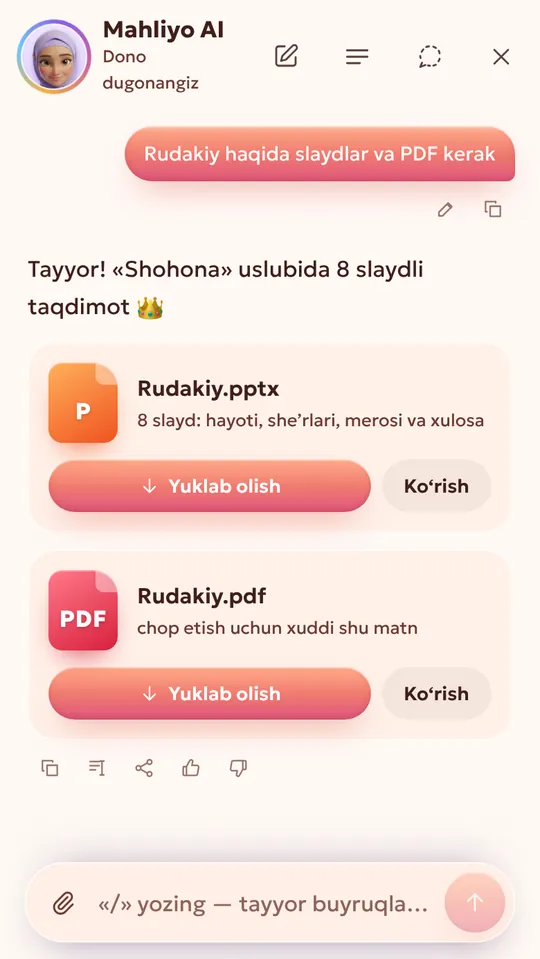 Mahliyo AI
Dono
dugonangiz
Rudakiy haqida slaydlar va PDF kerak
Tayyor! «Shohona» uslubida 8 slaydli
taqdimot 👑
P
Rudakiy.pptx
8 slayd: hayoti, she’rlari, merosi va xulosa
↓ Yuklab olish
Ko‘rish
PDF
Rudakiy.pdf
chop etish uchun xuddi shu matn
↓ Yuklab olish
Ko‘rish
«/» yozing — tayyor buyruqla…